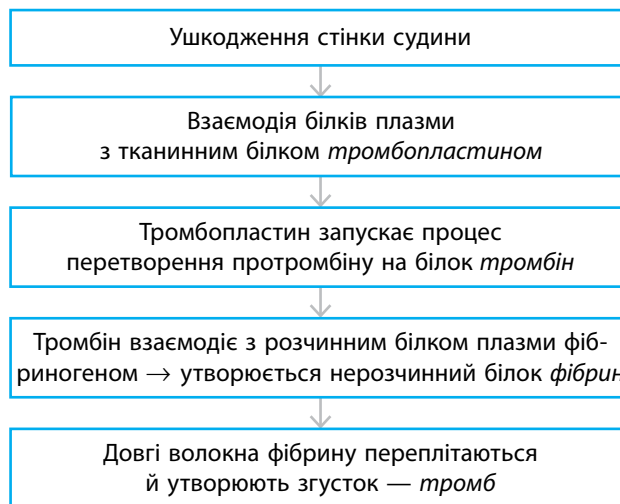 Ушкодження стінки судини
Взаємодія білків плазми
з тканинним білком тромбопластином
Тромбопластин запускає процес
перетворення протромбіну на білок тромбін
Тромбін взаємодіє з розчинним білком плазми фіб-
риногеном → утворюється нерозчинний білок фібрин
Довгі волокна фібрину переплітаються
й утворюють згусток — тромб